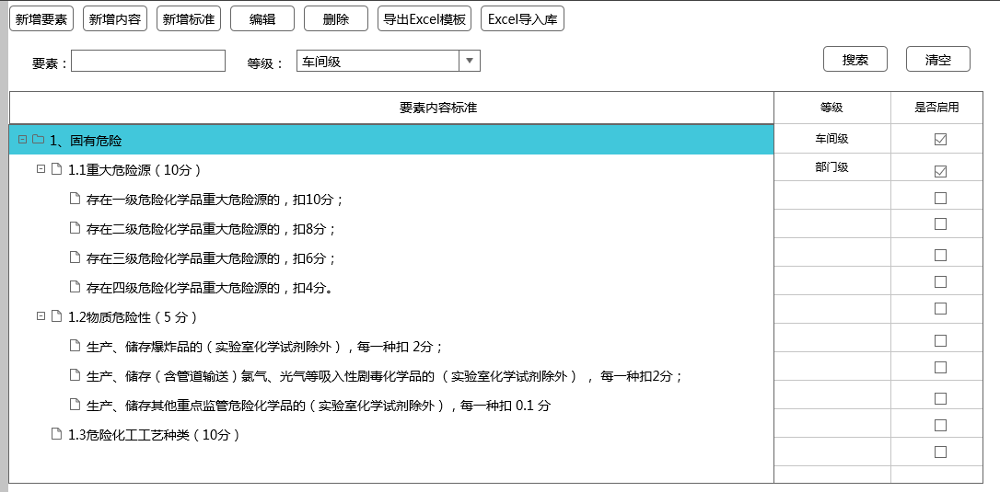 新增要素 新增内容 新增标准 编辑 删除 导出Excel模板 Excel导入库
要素： 等级： 车间级 搜索 清空
要素内容标准 等级 是否启用
1、固有危险 车间级
1.1重大危险源（10分） 部门级
存在一级危险化学品重大危险源的，扣10分；
存在二级危险化学品重大危险源的，扣8分；
存在三级危险化学品重大危险源的，扣6分；
存在四级危险化学品重大危险源的，扣4分。
1.2物质危险性（5 分）
生产、储存爆炸品的（实验室化学试剂除外），每一种扣 2分；
生产、储存（含管道输送）氯气、光气等吸入性剧毒化学品的 （实验室化学试剂除外） ， 每一种扣2分；
生产、储存其他重点监管危险化学品的（实验室化学试剂除外），每一种扣 0.1 分
1.3危险化工工艺种类（10分）